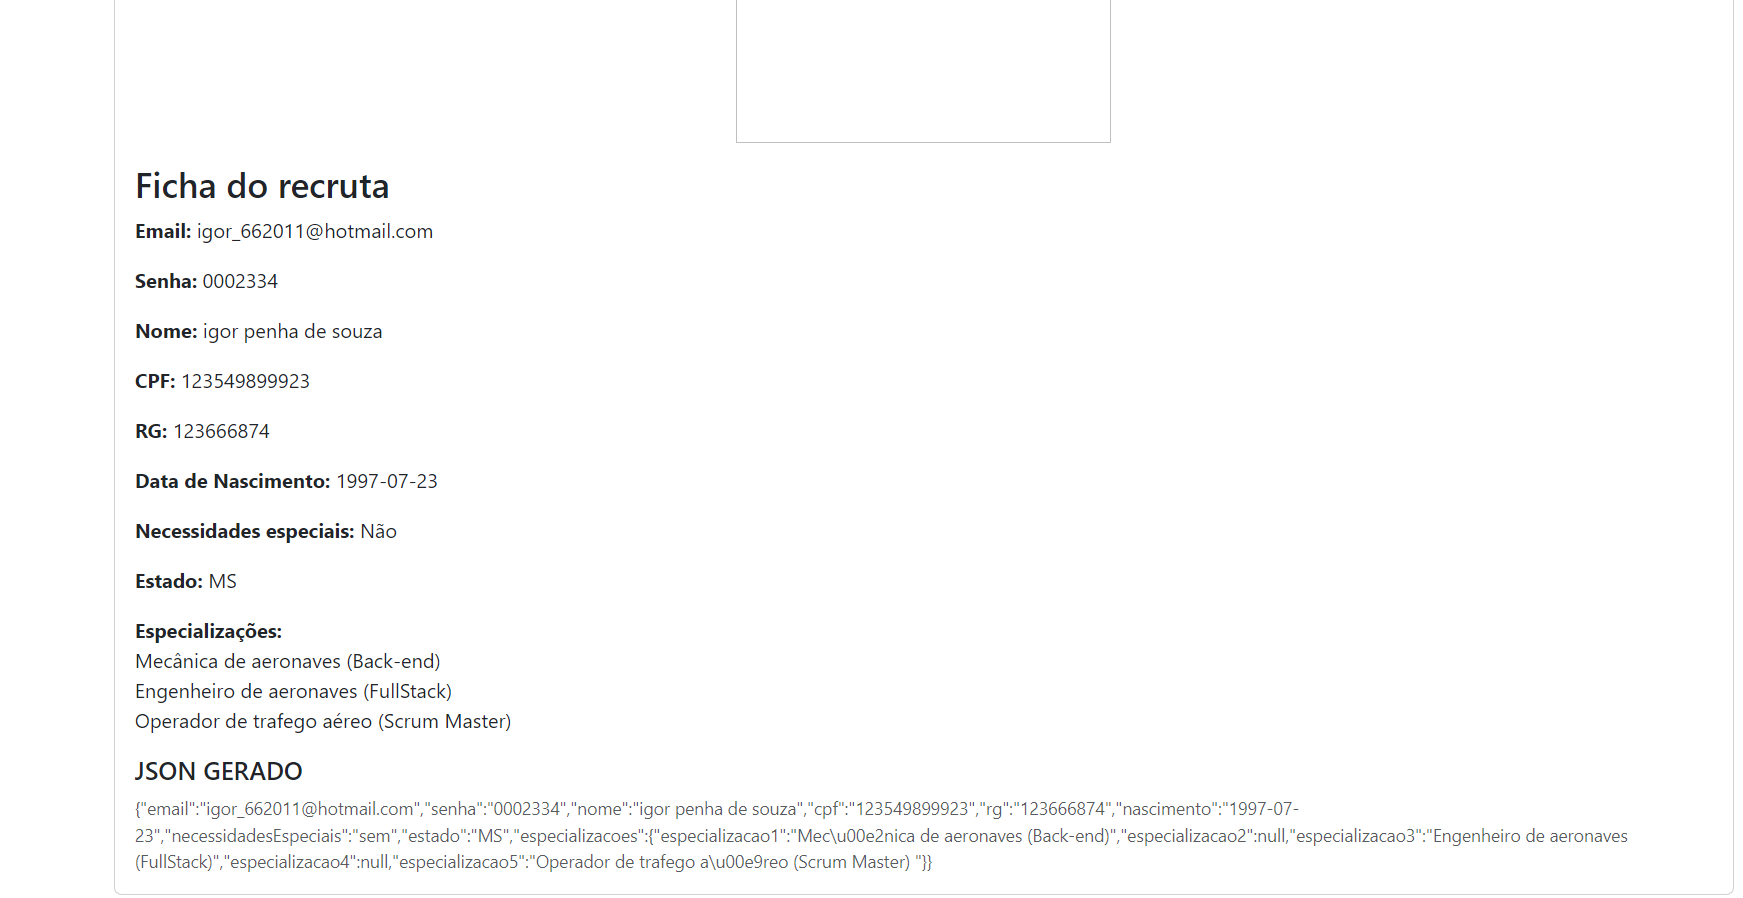 Ficha do recruta
Email: igor_662011@hotmail.com
Senha: 0002334
Nome: igor penha de souza
CPF: 123549899923
RG: 123666874
Data de Nascimento: 1997-07-23
Necessidades especiais: Não
Estado: MS
Especializações:
Mecânica de aeronaves (Back-end)
Engenheiro de aeronaves (FullStack)
Operador de trafego aéreo (Scrum Master)
JSON GERADO
{"email":"igor_662011@hotmail.com","senha":"0002334","nome":"igor penha de souza","cpf":"123549899923","rg":"123666874","nascimento":"1997-07-
23","necessidadesEspeciais":"sem","estado":"MS","especializacoes":{"especializacao1":"Mec\u00e2nica de aeronaves (Back-end)","especializacao2":null,"especializacao3":"Engenheiro de aeronaves
(FullStack)","especializacao4":null,"especializacao5":"Operador de trafego a\u00e9reo (Scrum Master) "}}